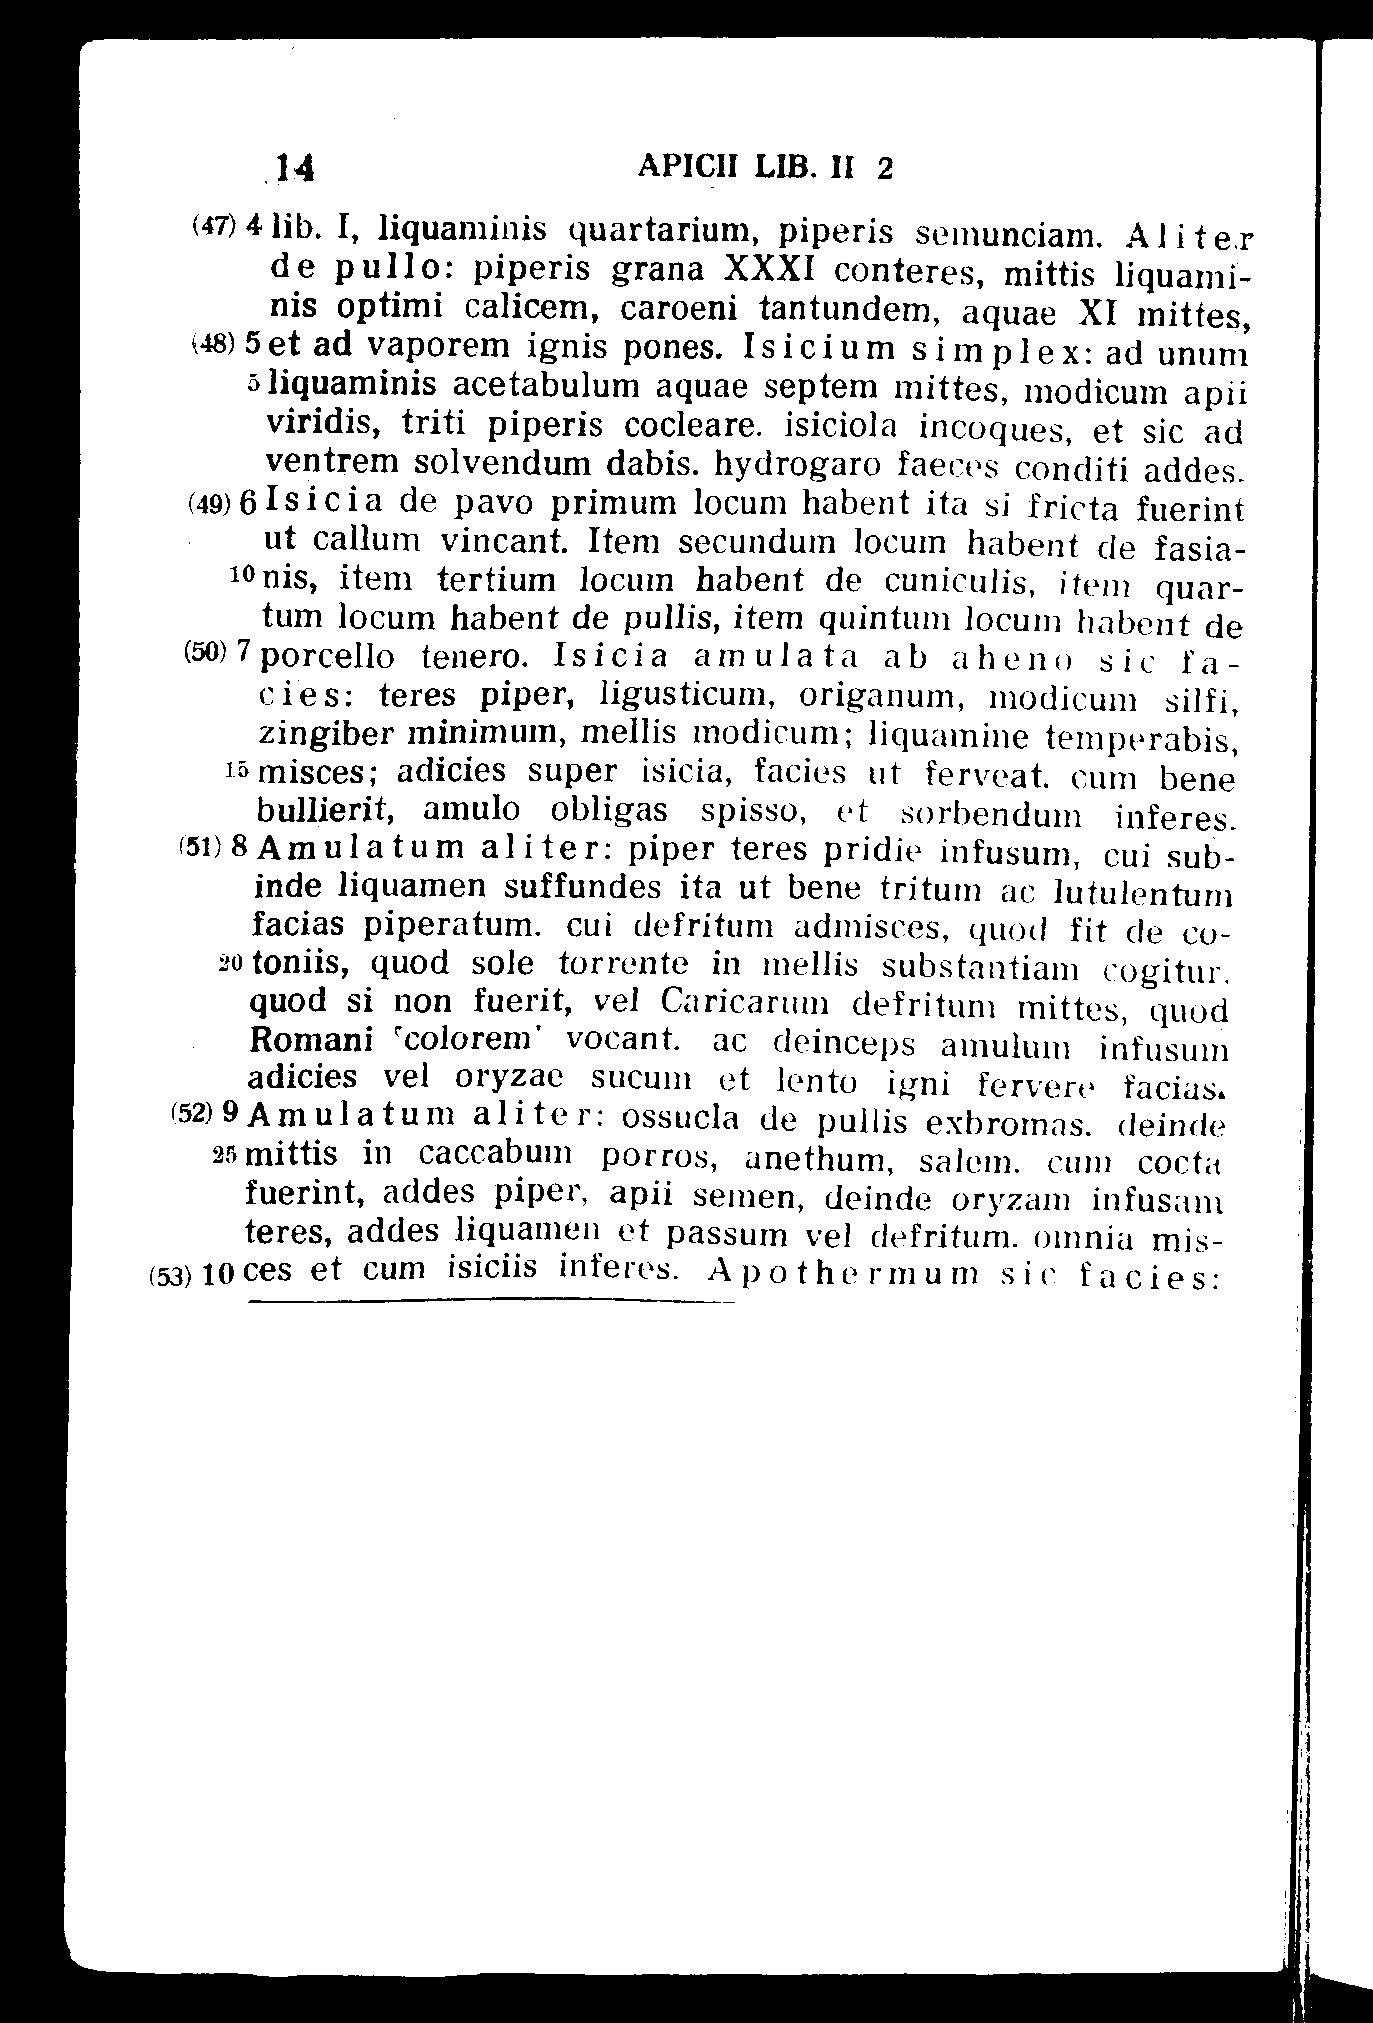 14 APICII LIB. II 2
(47) 4 lib. I, liquaminis quartarium, piperis semunciam. Aliter
de pullo: piperis grana XXXI conteres, mittis liquami-
nis optimi calicem, caroeni tantundem, aquae XI mittes,
(48) 5 et ad vaporem ignis pones. Isicium simplex: ad unum
5 liquaminis acetabulum aquae septem mittes, modicum apii
viridis, triti piperis cocleare. isiciola incoques, et sic ad
ventrem solvendum dabis. hydrogaro faeces conditi addes.
(49) 6 Isicia de pavo primum locum habent ita si fricta fuerint
ut callum vincant. Item secundum locum habent de fasia-
10 nis, item tertium locum habent de cuniculis, item quar-
tum locum habent de pullis, item quintum locum habent de
(50) 7 porcello tenero. Isicia amulata ab aheno sic fa-
cies: teres piper, ligusticum, origanum, modicum silfi,
zingiber minimum, mellis modicum; liquamine temperabis,
15 misces; adicies super isicia, facies ut ferveat. cum bene
bullierit, amulo obligas spisso, et sorbendum inferes.
(51) 8 Amulatum aliter: piper teres pridie infusum, cui sub-
inde liquamen suffundes ita ut bene tritum ac lutulentum
facias piperatum. cui defritum admisces, quod fit de co-
20 toniis, quod sole torrente in mellis substantiam cogitur.
quod si non fuerit, vel Caricarum defritum mittes, quod
Romani 'colorem' vocant. ac deinceps amulum infusum
adicies vel oryzae sucum et lento igni fervere facias.
(52) 9 Amulatum aliter: ossucla de pullis exbromas. deinde
25 mittis in caccabum porros, anethum, salem. cum cocta
fuerint, addes piper, apii semen, deinde oryzam infusam
teres, addes liquamen et passum vel defritum. omnia mis-
(53) 10 ces et cum isiciis inferes. Apothermum sic facies: